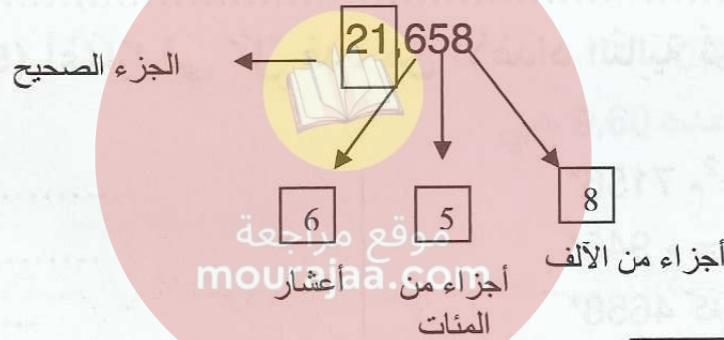 21,658
الجزء الصحيح
6 5 8
أعشار أجزاء من المئات أجزاء من الآلف
موقع مراجعة
mourajaa.com